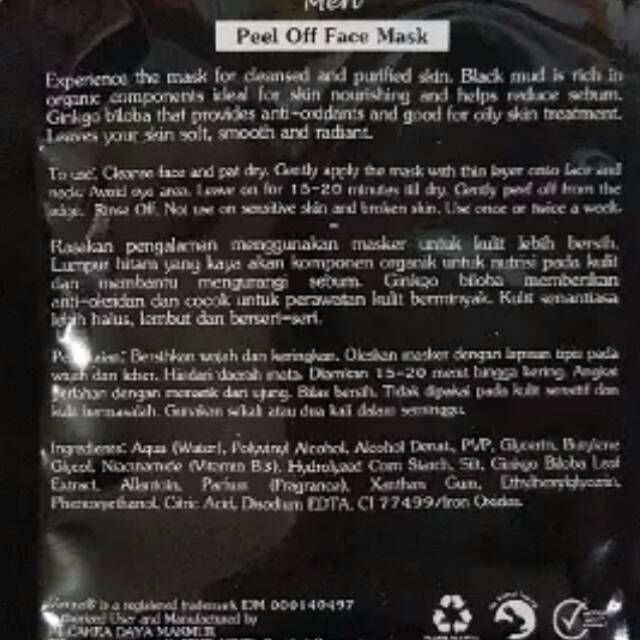 Men
Peel Off Face Mask
Experience the mask for cleansed and purified skin. Black mud is rich in
organic components ideal for skin nourishing and helps reduce sebum.
Ginkgo biloba that provides anti-oxidants and good for oily skin treatment.
Leaves your skin soft, smooth and radiant.
To use: Cleanse face and pat dry. Gently apply the mask with thin layer onto face and
neck. Avoid eye area. Leave on for 15-20 minutes til dry. Gently peel off from the
edge. Rinse Off. Not use on sensitive skin and broken skin. Use once or twice a week.
Rasakan pengalaman menggunakan masker untuk kulit lebih bersih.
Lumpur hitam yang kaya akan komponen organik untuk nutrisi pada kulit
dan membantu mengurangi sebum. Ginkgo biloba memberikan
anti-oksidan dan cocok untuk perawatan kulit berminyak. Kulit senantiasa
lebih halus, lembut dan berseri-seri.
Bersihkan wajah dan keringkan. Oleskan masker dengan lapisan tipis pada
wajah dan leher. Hindari daerah mata. Diamkan 15-20 menit hingga kering. Angkat
perlahan dengan menarik dari ujung. Bilas bersih. Tidak dipakai pada kulit sensitif dan
kulit bermasalah. Gunakan sekali atau dua kali dalam seminggu.
Ingredients: Aqua (Water), Polyvinyl Alcohol, Alcohol Denat., PVP, Glycerin, Butylene
Glycol, Niacinamide (Vitamin B3), Hydrolyzed Corn Starch, Silt, Ginkgo Biloba Leaf
Extract, Allantoin, Parfum (Fragrance), Xanthan Gum, Ethylhexylglycerin,
Phenoxyethanol, Citric Acid, Disodium EDTA, CI 77499/Iron Oxides.
is a registered trademark IDM 000140497
Authorized User and Manufactured by
CAHAYA DAYA MAKMUR